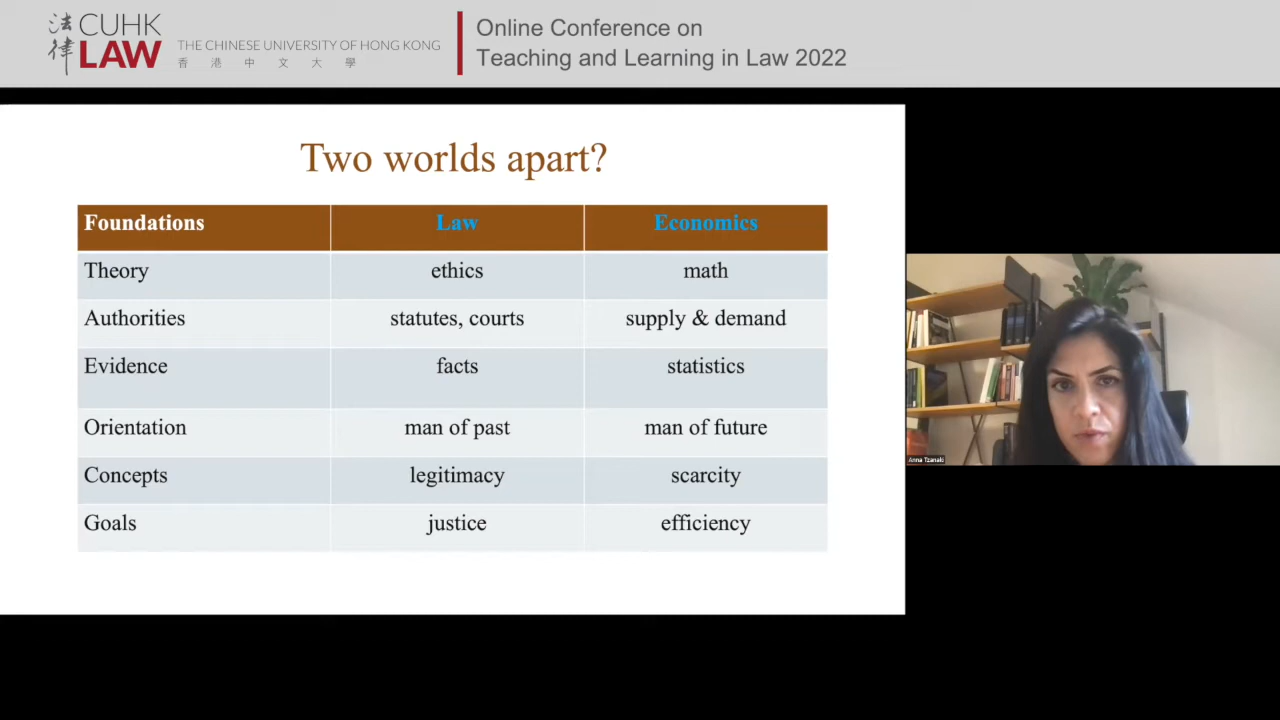 法律
CUHK
LAW
THE CHINESE UNIVERSITY OF HONG KONG
香港中文大學
Online Conference on
Teaching and Learning in Law 2022
Two worlds apart?
Foundations Law Economics
Theory ethics math
Authorities statutes, courts supply & demand
Evidence facts statistics
Orientation man of past man of future
Concepts legitimacy scarcity
Goals justice efficiency
Anna Tzanaki